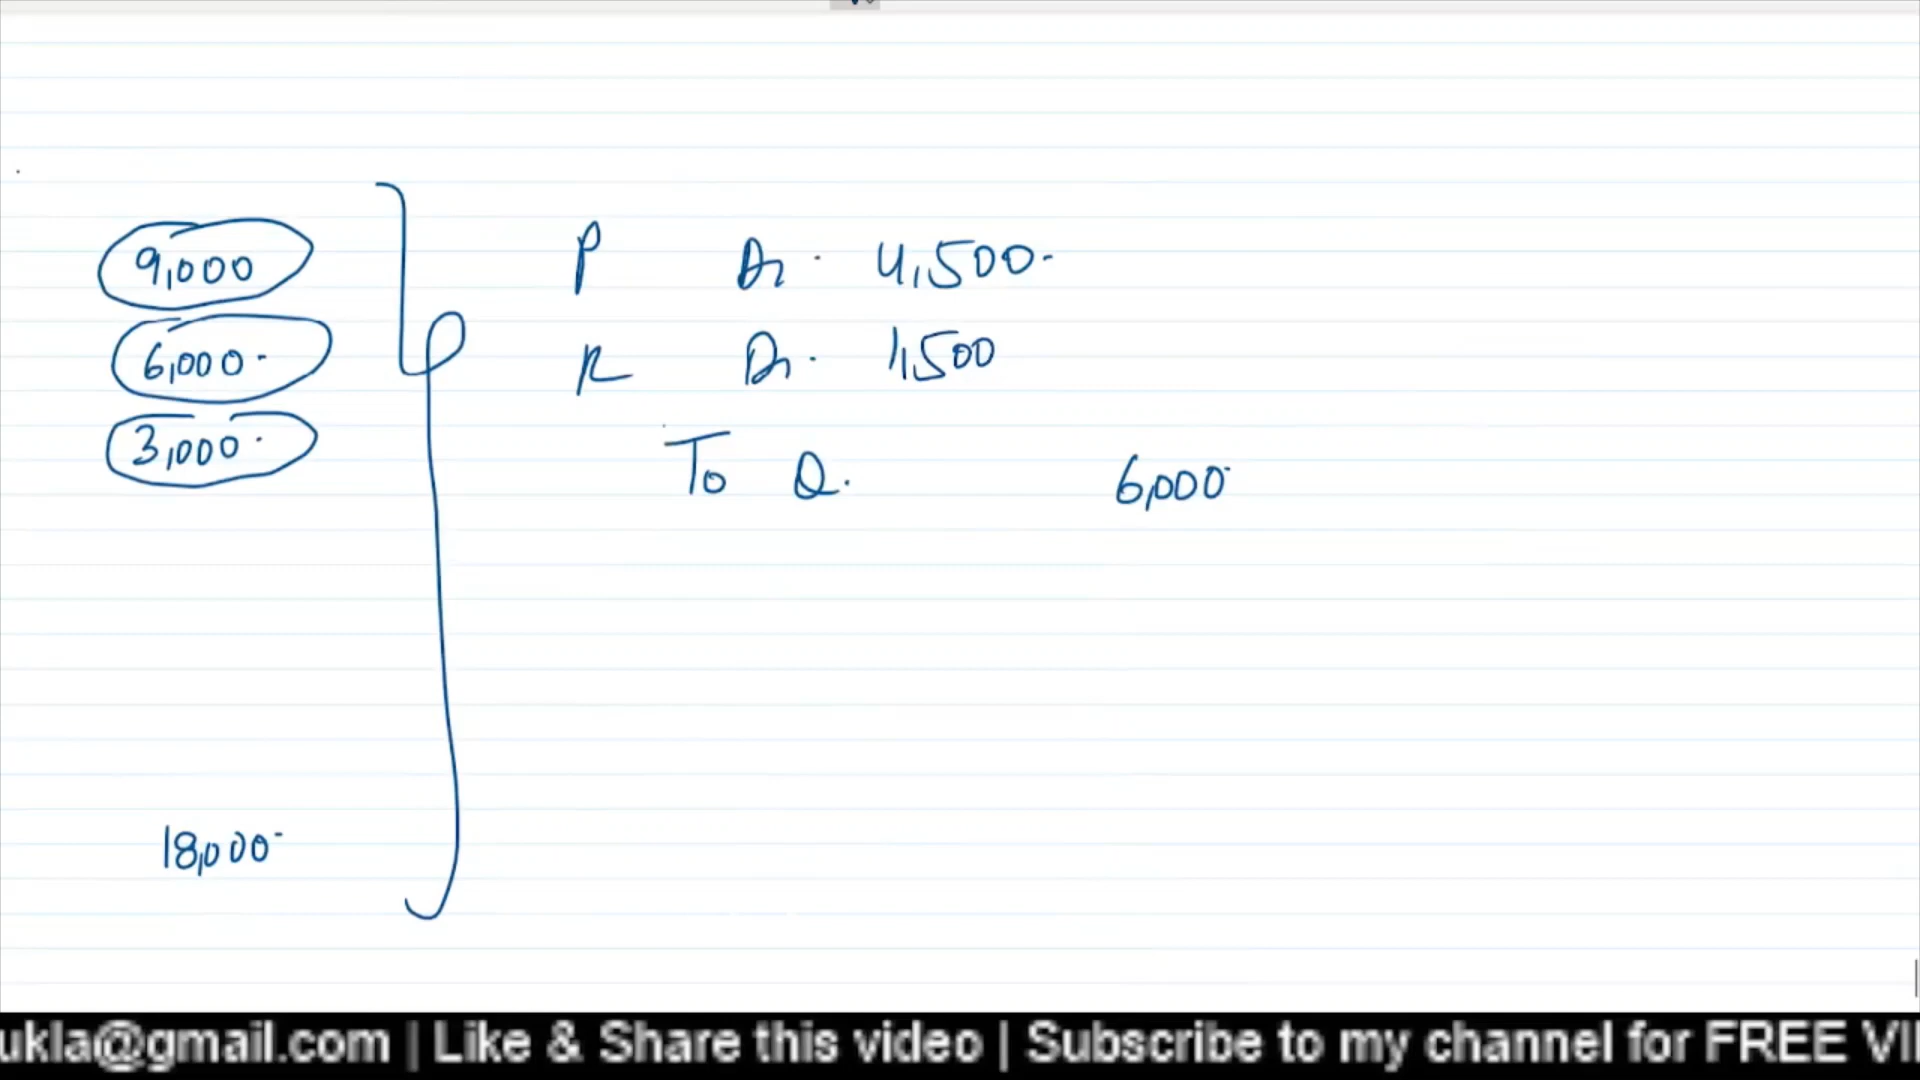 9,000
6,000.
3,000.
18,000
P Dr. 4,500.
R Dr. 1,500
To Q. 6,000
ukla@gmail.com | Like & Share this video | Subscribe to my channel for FREE VI